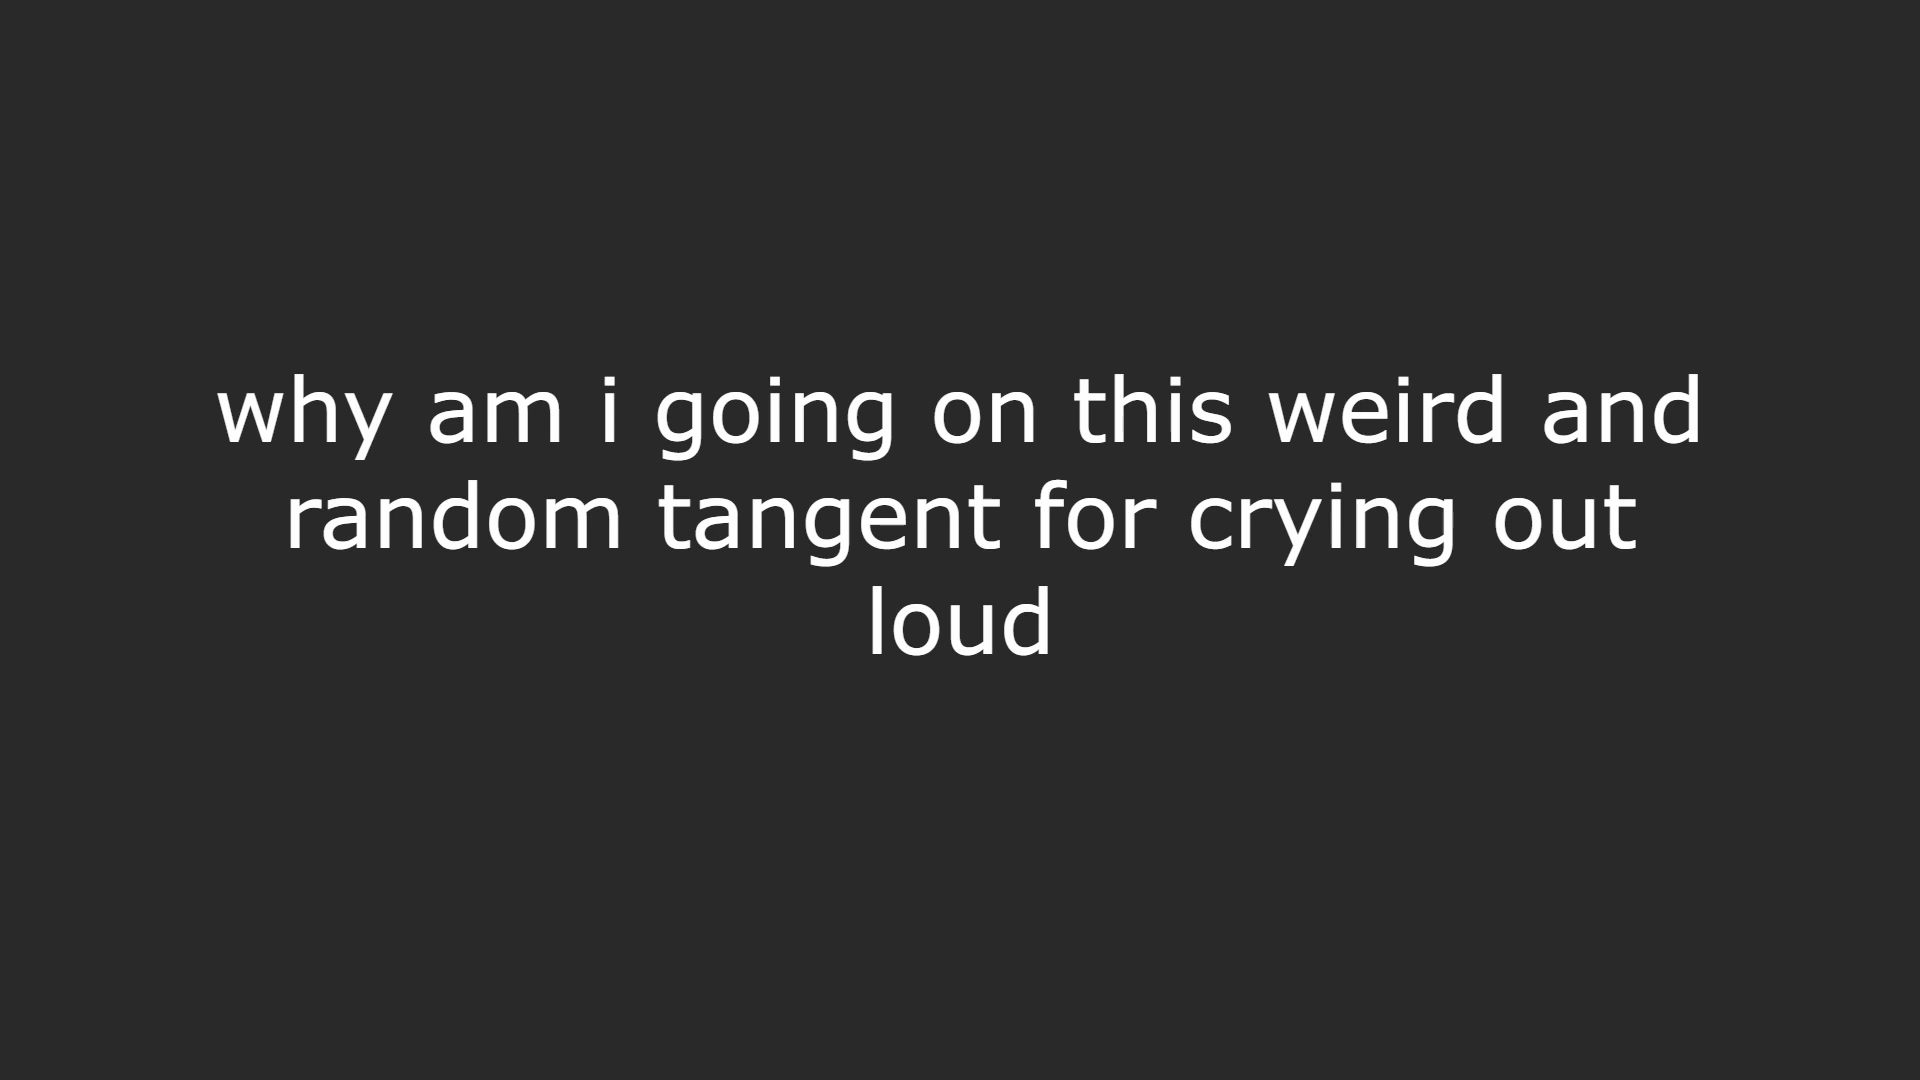 why am i going on this weird and
random tangent for crying out
loud